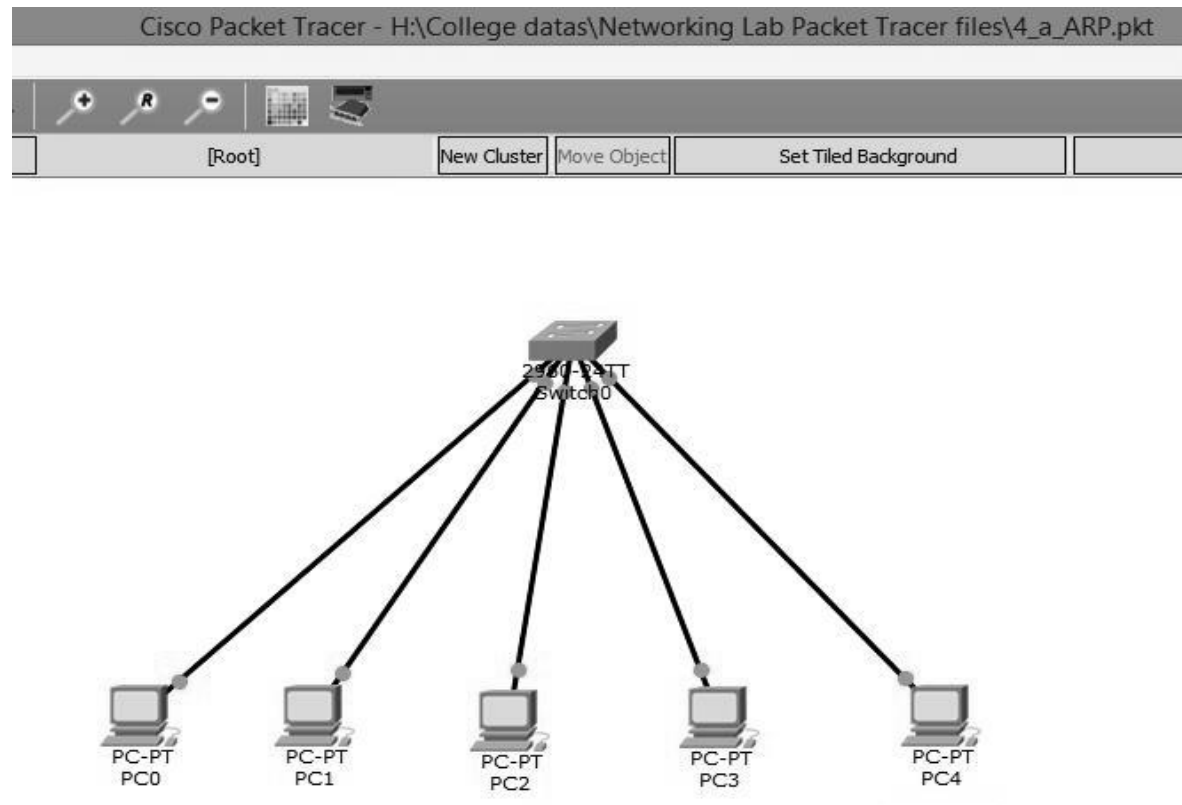 Cisco Packet Tracer - H:\College datas\Networking Lab Packet Tracer files\4_a_ARP.pkt
[Root] New Cluster Move Object Set Tiled Background
2960-24TT
Switch0
PC-PT PC-PT PC-PT PC-PT PC-PT
PC0 PC1 PC2 PC3 PC4